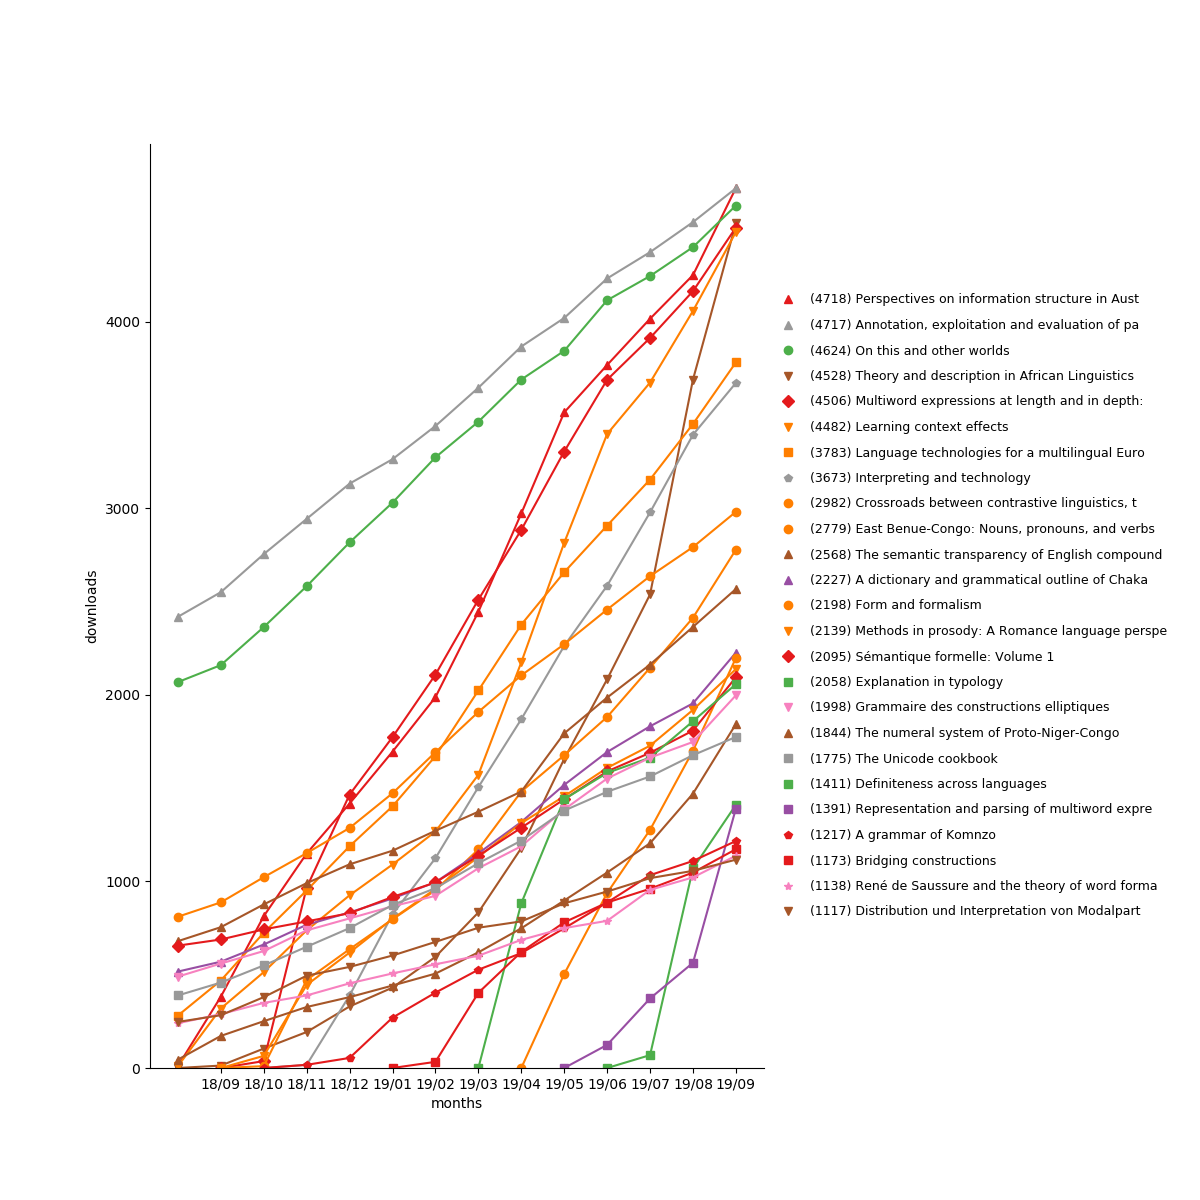 downloads
4000
3000
2000
1000
0
18/09 18/10 18/11 18/12 19/01 19/02 19/03 19/04 19/05 19/06 19/07 19/08 19/09
months
(4718) Perspectives on information structure in Aust
(4717) Annotation, exploitation and evaluation of pa
(4624) On this and other worlds
(4528) Theory and description in African Linguistics
(4506) Multiword expressions at length and in depth:
(4482) Learning context effects
(3783) Language technologies for a multilingual Euro
(3673) Interpreting and technology
(2982) Crossroads between contrastive linguistics, t
(2779) East Benue-Congo: Nouns, pronouns, and verbs
(2568) The semantic transparency of English compound
(2227) A dictionary and grammatical outline of Chaka
(2198) Form and formalism
(2139) Methods in prosody: A Romance language perspe
(2095) Sémantique formelle: Volume 1
(2058) Explanation in typology
(1998) Grammaire des constructions elliptiques
(1844) The numeral system of Proto-Niger-Congo
(1775) The Unicode cookbook
(1411) Definiteness across languages
(1391) Representation and parsing of multiword expre
(1217) A grammar of Komnzo
(1173) Bridging constructions
(1138) René de Saussure and the theory of word forma
(1117) Distribution und Interpretation von Modalpart